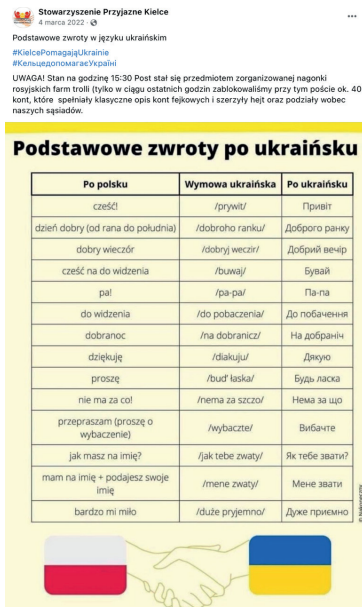 Stowarzyszenie Przyjazne Kielce
4 marca 2022 ·
Podstawowe zwroty w języku ukraińskim
#KielcePomagająUkrainie
#КельцедопомагаєУкраїні
UWAGA! Stan na godzinę 15:30 Post stał się przedmiotem zorganizowanej nagonki
rosyjskich farm trolli (tylko w ciągu ostatnich godzin zablokowaliśmy przy tym poście ok. 40
kont, które spełniały klasyczne opis kont fejkowych i szerzyły hejt oraz podziały wobec
naszych sąsiadów.
Podstawowe zwroty po ukraińsku
Po polsku Wymowa ukraińska Po ukraińsku
cześć! /prywit/ Привіт
dzień dobry (od rana do południa) /dobroho ranku/ Доброго ранку
dobry wieczór /dobryj weczir/ Добрий вечір
cześć na do widzenia /buwaj/ Бувай
pa! /pa-pa/ Па-па
do widzenia /do pobaczenia/ До побачення
dobranoc /na dobranicz/ На добраніч
dziękuję /diakuju/ Дякую
proszę /bud' łaska/ Будь ласка
nie ma za co! /nema za szczo/ Нема за що
przepraszam (proszę o
wybaczenie) /wybaczte/ Вибачте
jak masz na imię? /jak tebe zwaty/ Як тебе звати?
mam na imię + podajesz swoje
imię /mene zwaty/ Мене звати
bardzo mi miło /duże pryjemno/ Дуже приємно